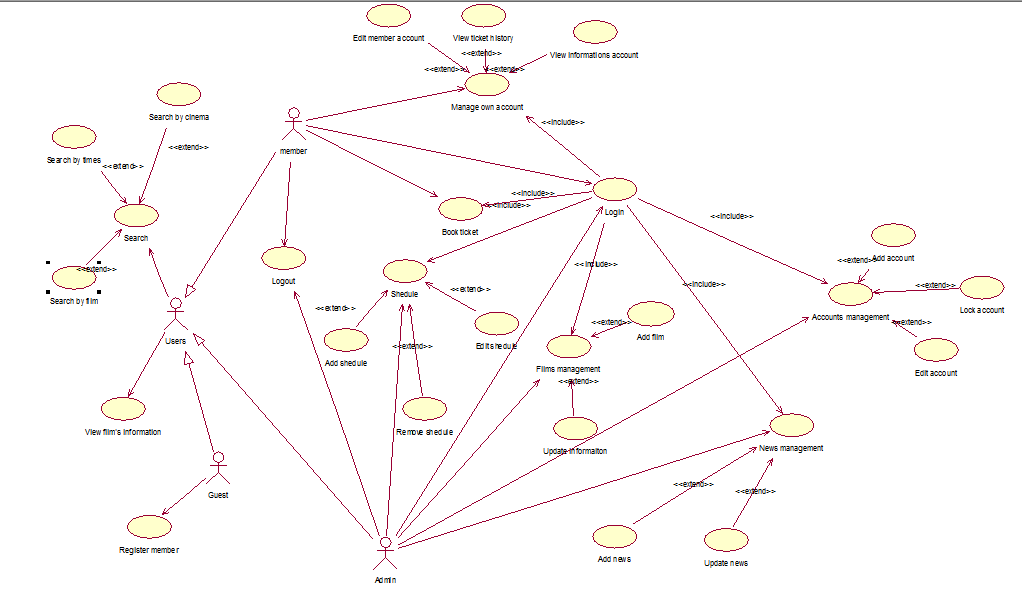 Edit member account
View ticket history
View informations account
<<extend>>
<<extend>>
<<extend>>
Manage own account
Search by cinema
<<include>>
<<extend>>
member
Search by times
<<extend>>
<<include>>
<<include>>
Login
<<include>>
Book ticket
Search
Add account
<<extend>>
<<include>>
<<extend>>
Search by film
Logout
Shedule
<<include>>
<<extend>>
<<extend>>
Lock account
<<extend>>
Accounts management
<<extend>>
<<extend>>
Users
Add film
<<extend>>
Edit shedule
Add shedule
Films management
Edit account
<<extend>>
View film's information
Remove shedule
Update informaiton
News management
<<extend>>
<<extend>>
Guest
Register member
Add news
Update news
Admin